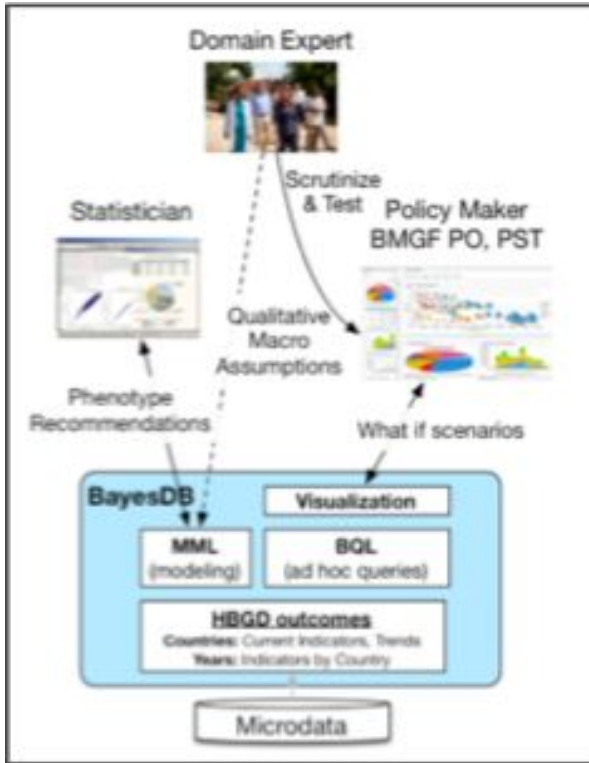 Domain Expert
Scrutinize
& Test
Statistician
Policy Maker
BMGF PO, PST
Qualitative
Macro
Assumptions
Phenotype
Recommendations
What if scenarios
BayesDB
Visualization
MML
(modeling)
BQL
(ad hoc queries)
HBGD outcomes
Countries: Current Indicators, Trends
Years: Indicators by Country
Microdata